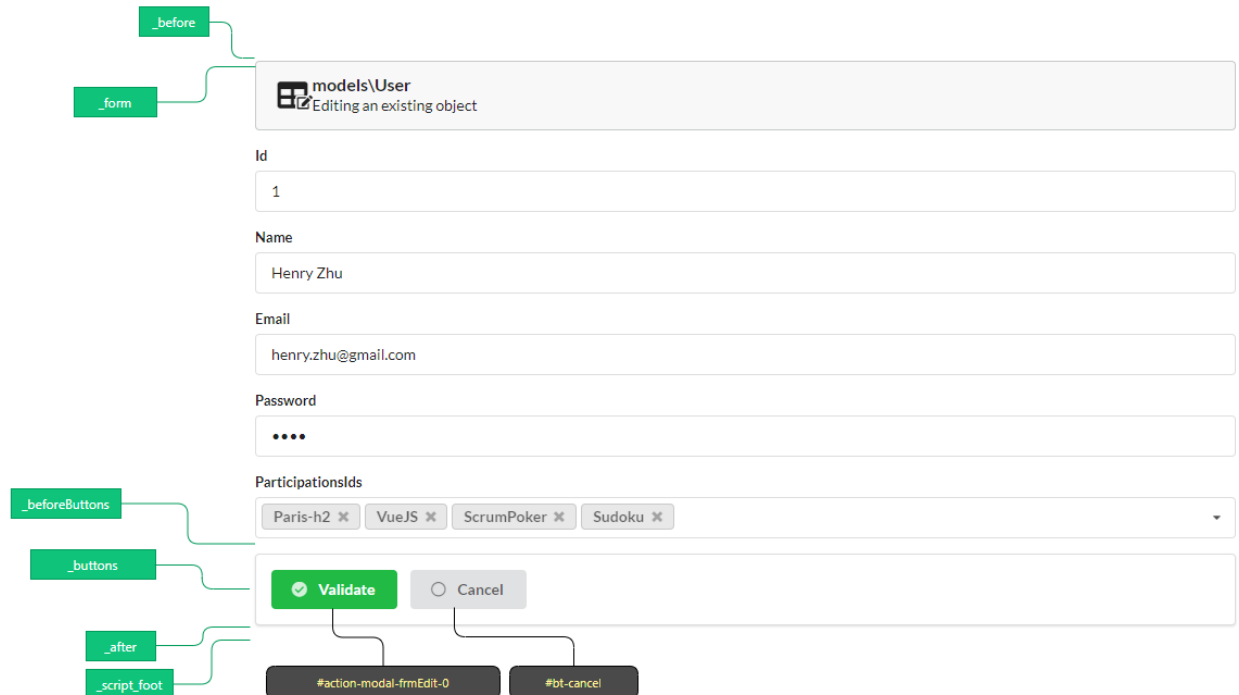 _before
_form
models\User
Editing an existing object
Id
1
Name
Henry Zhu
Email
henry.zhu@gmail.com
Password
••••
ParticipationsIds
_beforeButtons
Paris-h2 VueJS ScrumPoker Sudoku
_buttons
Validate Cancel
_after
_script_foot
#action-modal-frmEdit-0 #bt-cancel